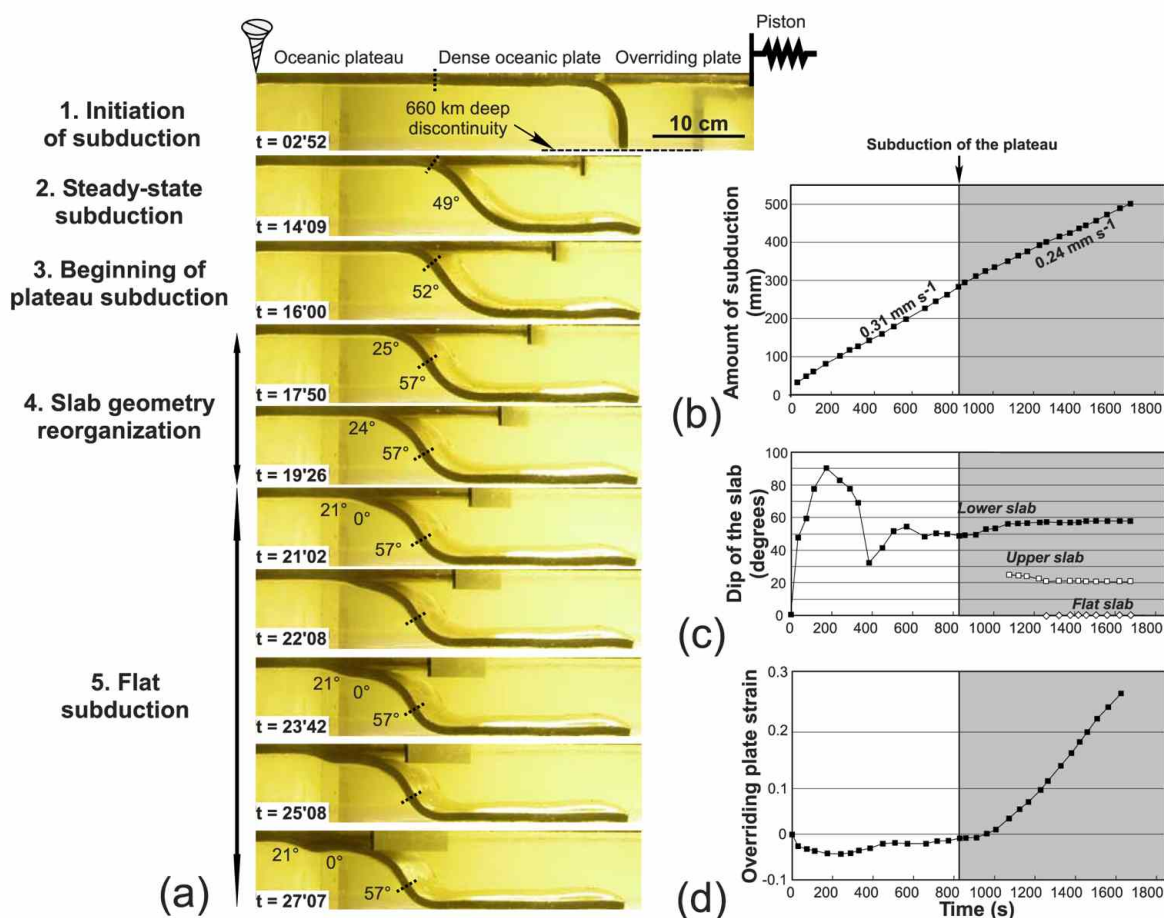 Piston
Oceanic plateau
Dense oceanic plate
Overriding plate
1. Initiation
of subduction
660 km deep
discontinuity
10 cm
t = 02'52
2. Steady-state
subduction
49°
t = 14'09
3. Beginning of
plateau subduction
52°
t = 16'00
4. Slab geometry
reorganization
25°
57°
t = 17'50
24°
57°
t = 19'26
5. Flat
subduction
21°
0°
57°
t = 21'02
t = 22'08
21°
0°
57°
t = 23'42
t = 25'08
21°
0°
57°
t = 27'07
(a)
Subduction of the plateau
Amount of subduction
(mm)
500
400
300
200
100
0
0.31 mm s-1
0.24 mm s-1
0 200 400 600 800 1000 1200 1400 1600 1800
(b)
Dip of the slab
(degrees)
100
80
60
40
20
0
Lower slab
Upper slab
Flat slab
0 200 400 600 800 1000 1200 1400 1600 1800
(c)
Overriding plate strain
0.3
0.2
0.1
0
-0.1
0 200 400 600 800 1000 1200 1400 1600 1800
Time (s)
(d)